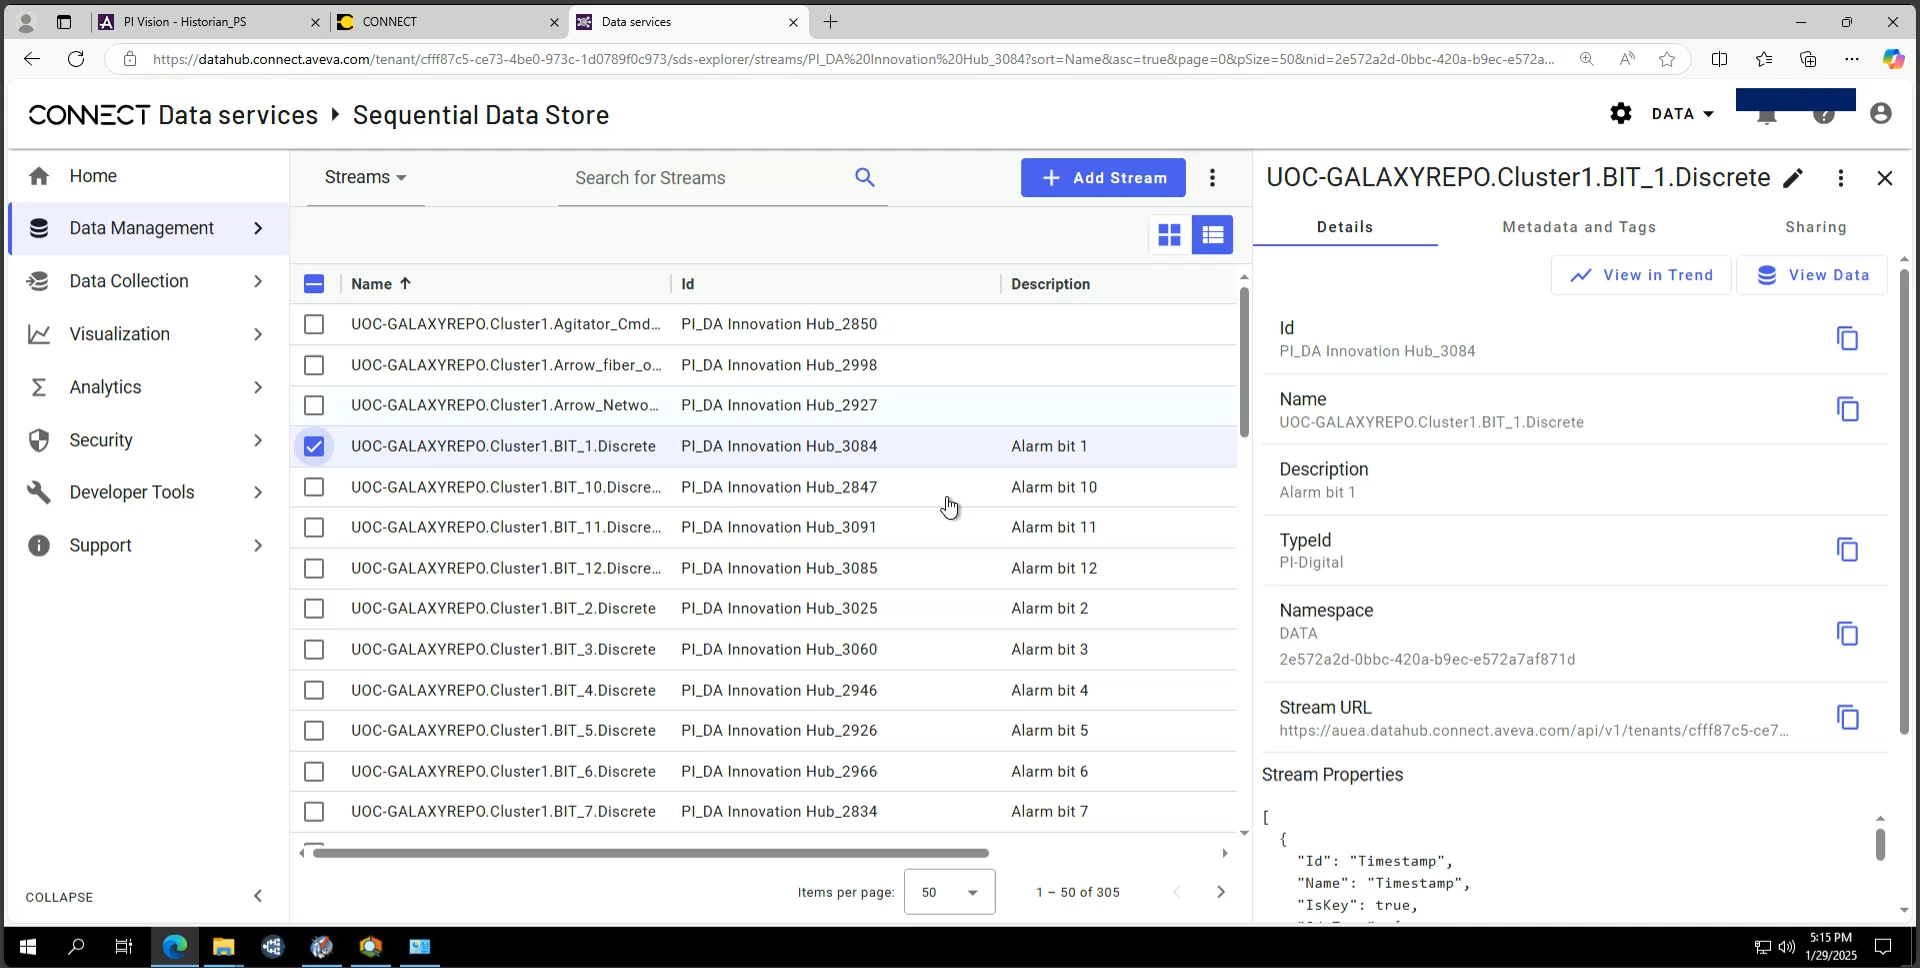 PI Vision - Historian_PS
CONNECT
Data services
https://datahub.connect.aveva.com/tenant/cfff87c5-ce73-4be0-973c-1d0789f0c973/sds-explorer/streams/PI_DA%20Innovation%20Hub_3084?sort=Name&asc=true&page=0&pSize=50&nid=2e572a2d-0bbc-420a-b9ec-e572a...
CONNECT Data services Sequential Data Store
DATA
Home
Data Management
Data Collection
Visualization
Analytics
Security
Developer Tools
Support
COLLAPSE
Streams
Search for Streams
Add Stream
Name Id Description
UOC-GALAXYREPO.Cluster1.Agitator_Cmd... PI_DA Innovation Hub_2850
UOC-GALAXYREPO.Cluster1.Arrow_fiber_o... PI_DA Innovation Hub_2998
UOC-GALAXYREPO.Cluster1.Arrow_Netwo... PI_DA Innovation Hub_2927
UOC-GALAXYREPO.Cluster1.BIT_1.Discrete PI_DA Innovation Hub_3084 Alarm bit 1
UOC-GALAXYREPO.Cluster1.BIT_10.Discre... PI_DA Innovation Hub_2847 Alarm bit 10
UOC-GALAXYREPO.Cluster1.BIT_11.Discre... PI_DA Innovation Hub_3091 Alarm bit 11
UOC-GALAXYREPO.Cluster1.BIT_12.Discre... PI_DA Innovation Hub_3085 Alarm bit 12
UOC-GALAXYREPO.Cluster1.BIT_2.Discrete PI_DA Innovation Hub_3025 Alarm bit 2
UOC-GALAXYREPO.Cluster1.BIT_3.Discrete PI_DA Innovation Hub_3060 Alarm bit 3
UOC-GALAXYREPO.Cluster1.BIT_4.Discrete PI_DA Innovation Hub_2946 Alarm bit 4
UOC-GALAXYREPO.Cluster1.BIT_5.Discrete PI_DA Innovation Hub_2926 Alarm bit 5
UOC-GALAXYREPO.Cluster1.BIT_6.Discrete PI_DA Innovation Hub_2966 Alarm bit 6
UOC-GALAXYREPO.Cluster1.BIT_7.Discrete PI_DA Innovation Hub_2834 Alarm bit 7
Items per page: 50 1 – 50 of 305
UOC-GALAXYREPO.Cluster1.BIT_1.Discrete
Details Metadata and Tags Sharing
View in Trend View Data
Id
PI_DA Innovation Hub_3084
Name
UOC-GALAXYREPO.Cluster1.BIT_1.Discrete
Description
Alarm bit 1
TypeId
PI-Digital
Namespace
DATA
2e572a2d-0bbc-420a-b9ec-e572a7af871d
Stream URL
https://auea.datahub.connect.aveva.com/api/v1/tenants/cfff87c5-ce7...
Stream Properties
[
{
"Id": "Timestamp",
"Name": "Timestamp",
"IsKey": true,
5:15 PM
1/29/2025